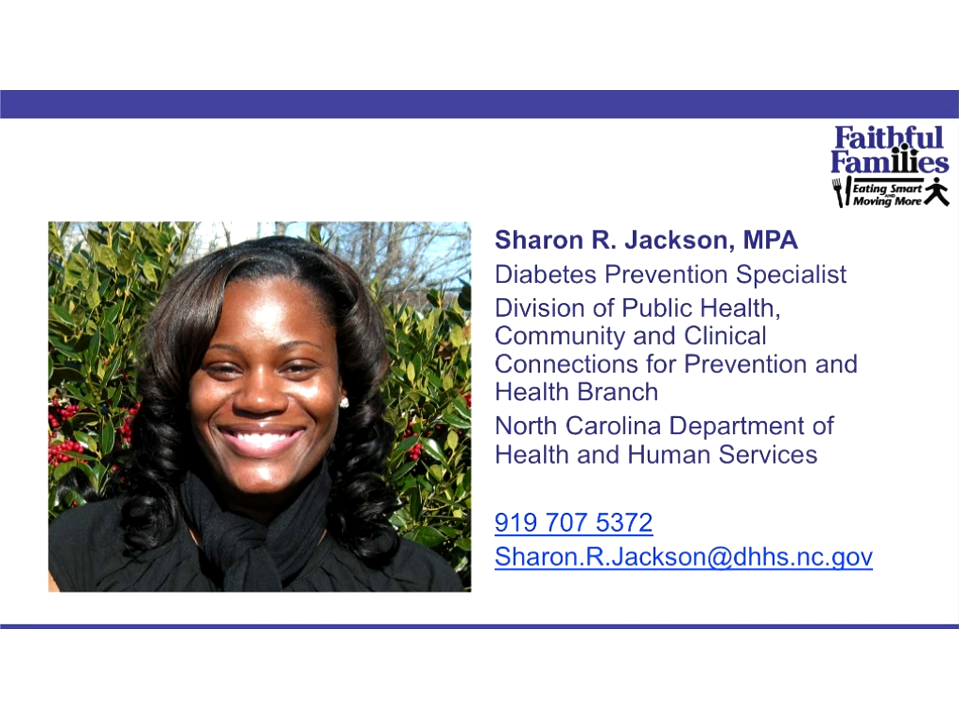 Faithful
Families
Eating Smart
AND
Moving More
Sharon R. Jackson, MPA
Diabetes Prevention Specialist
Division of Public Health,
Community and Clinical
Connections for Prevention and
Health Branch
North Carolina Department of
Health and Human Services
919 707 5372
Sharon.R.Jackson@dhhs.nc.gov